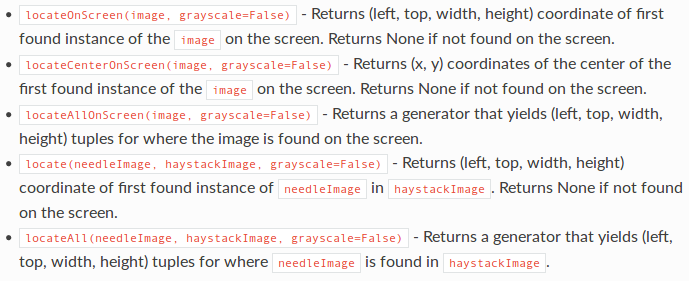 • locateOnScreen(image, grayscale=False) - Returns (left, top, width, height) coordinate of first
found instance of the image on the screen. Returns None if not found on the screen.
• locateCenterOnScreen(image, grayscale=False) - Returns (x, y) coordinates of the center of the
first found instance of the image on the screen. Returns None if not found on the screen.
• locateAllOnScreen(image, grayscale=False) - Returns a generator that yields (left, top, width,
height) tuples for where the image is found on the screen.
• locate(needleImage, haystackImage, grayscale=False) - Returns (left, top, width, height)
coordinate of first found instance of needleImage in haystackImage. Returns None if not found
on the screen.
• locateAll(needleImage, haystackImage, grayscale=False) - Returns a generator that yields (left,
top, width, height) tuples for where needleImage is found in haystackImage.